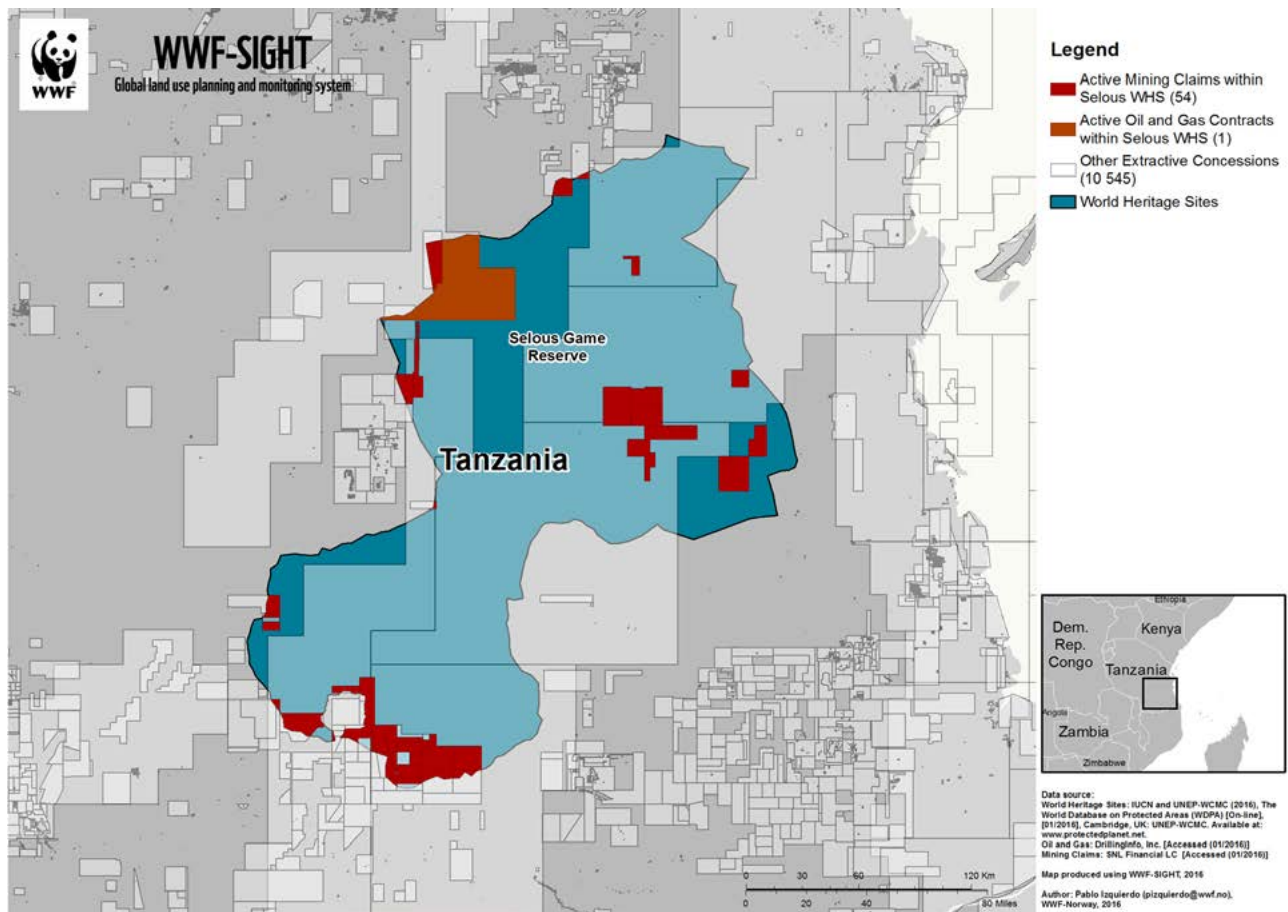 WWF
WWF-SIGHT
Global land use planning and monitoring system
Selous Game
Reserve
Tanzania
0 30 60 120 Km
0 20 40 80 Miles
Legend
Active Mining Claims within
Selous WHS (54)
Active Oil and Gas Contracts
within Selous WHS (1)
Other Extractive Concessions
(10 545)
World Heritage Sites
Ethiopia
Dem.
Rep.
Congo
Kenya
Tanzania
Angola
Zambia
Zimbabwe
Data source:
World Heritage Sites: IUCN and UNEP-WCMC (2016), The
World Database on Protected Areas (WDPA) [On-line],
[01/2016], Cambridge, UK: UNEP-WCMC. Available at:
www.protectedplanet.net.
Oil and Gas: DrillingInfo, Inc. [Accessed (01/2016)]
Mining Claims: SNL Financial LC [Accessed (01/2016)]
Map produced using WWF-SIGHT, 2016
Author: Pablo Izquierdo (pizquierdo@wwf.no),
WWF-Norway, 2016